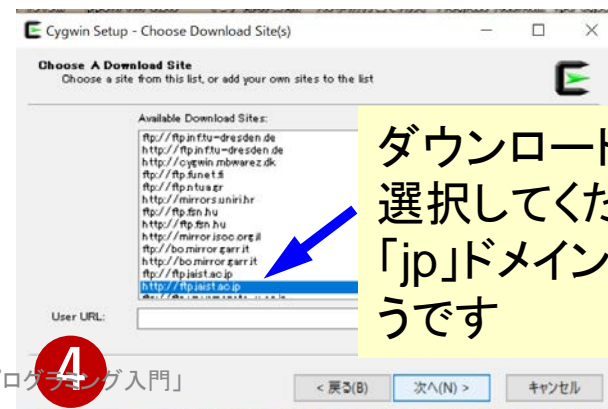 Cygwin Setup - Choose Download Site(s)
Choose A Download Site
Choose a site from this list, or add your own sites to the list
Available Download Sites:
ftp://ftp.inf.tu-dresden.de
http://ftp.inf.tu-dresden.de
http://cygwin.mbwarez.dk
ftp://ftp.funet.fi
ftp://ftp.ntua.gr
http://mirrors.uniri.hr
ftp://ftp.fsn.hu
http://ftp.fsn.hu
http://mirror.isoc.org.il
ftp://bo.mirror.garr.it
http://bo.mirror.garr.it
ftp://ftp.jaist.ac.jp
http://ftp.jaist.ac.jp
ダウンロード
選択してくだ
「jp」ドメイン
うです
User URL:
4
ログラミング入門」
< 戻る(B)
次へ(N) >
キャンセル